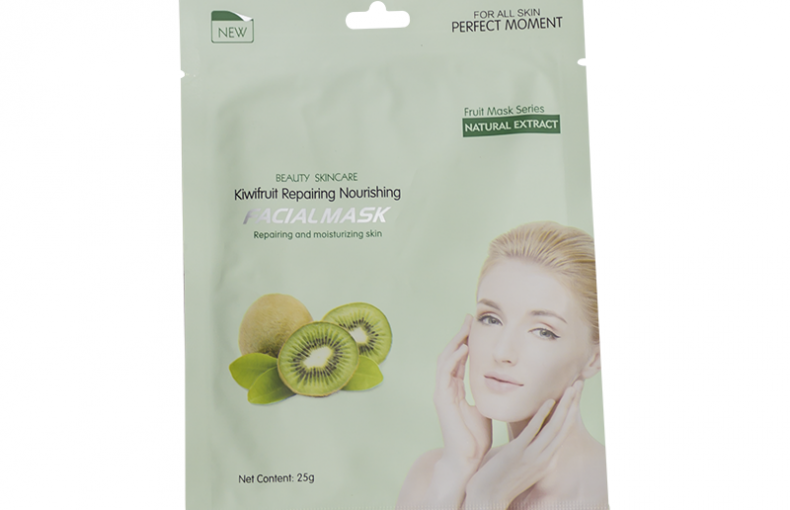 NEW
FOR ALL SKIN
PERFECT MOMENT
Fruit Mask Series
NATURAL EXTRACT
BEAUTY SKINCARE
Kiwifruit Repairing Nourishing
FACIAL MASK
Repairing and moisturizing skin
Net Content: 25g